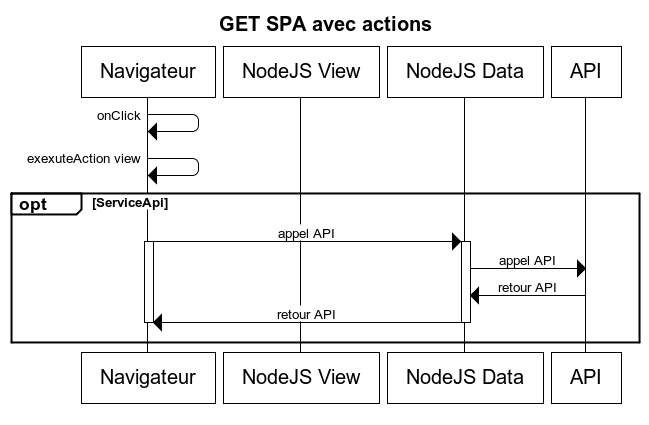 GET SPA avec actions
Navigateur
NodeJS View
NodeJS Data
API
onClick
exexuteAction view
opt
[ServiceApi]
appel API
appel API
retour API
retour API
Navigateur
NodeJS View
NodeJS Data
API